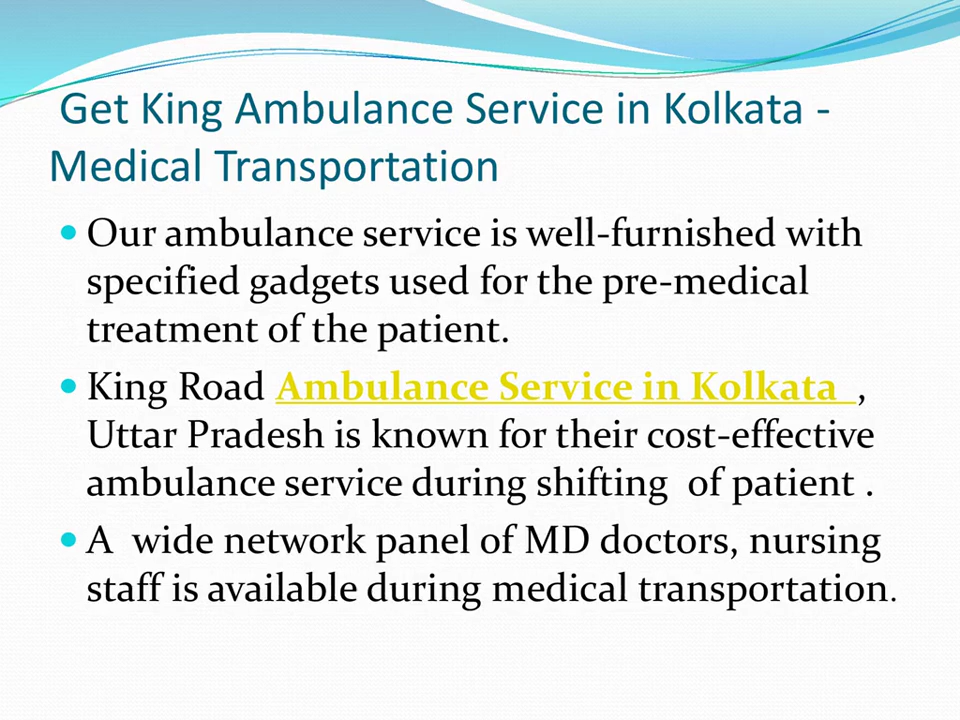 Get King Ambulance Service in Kolkata -
Medical Transportation
• Our ambulance service is well-furnished with
specified gadgets used for the pre-medical
treatment of the patient.
• King Road Ambulance Service in Kolkata ,
Uttar Pradesh is known for their cost-effective
ambulance service during shifting  of patient .
• A  wide network panel of MD doctors, nursing
staff is available during medical transportation.